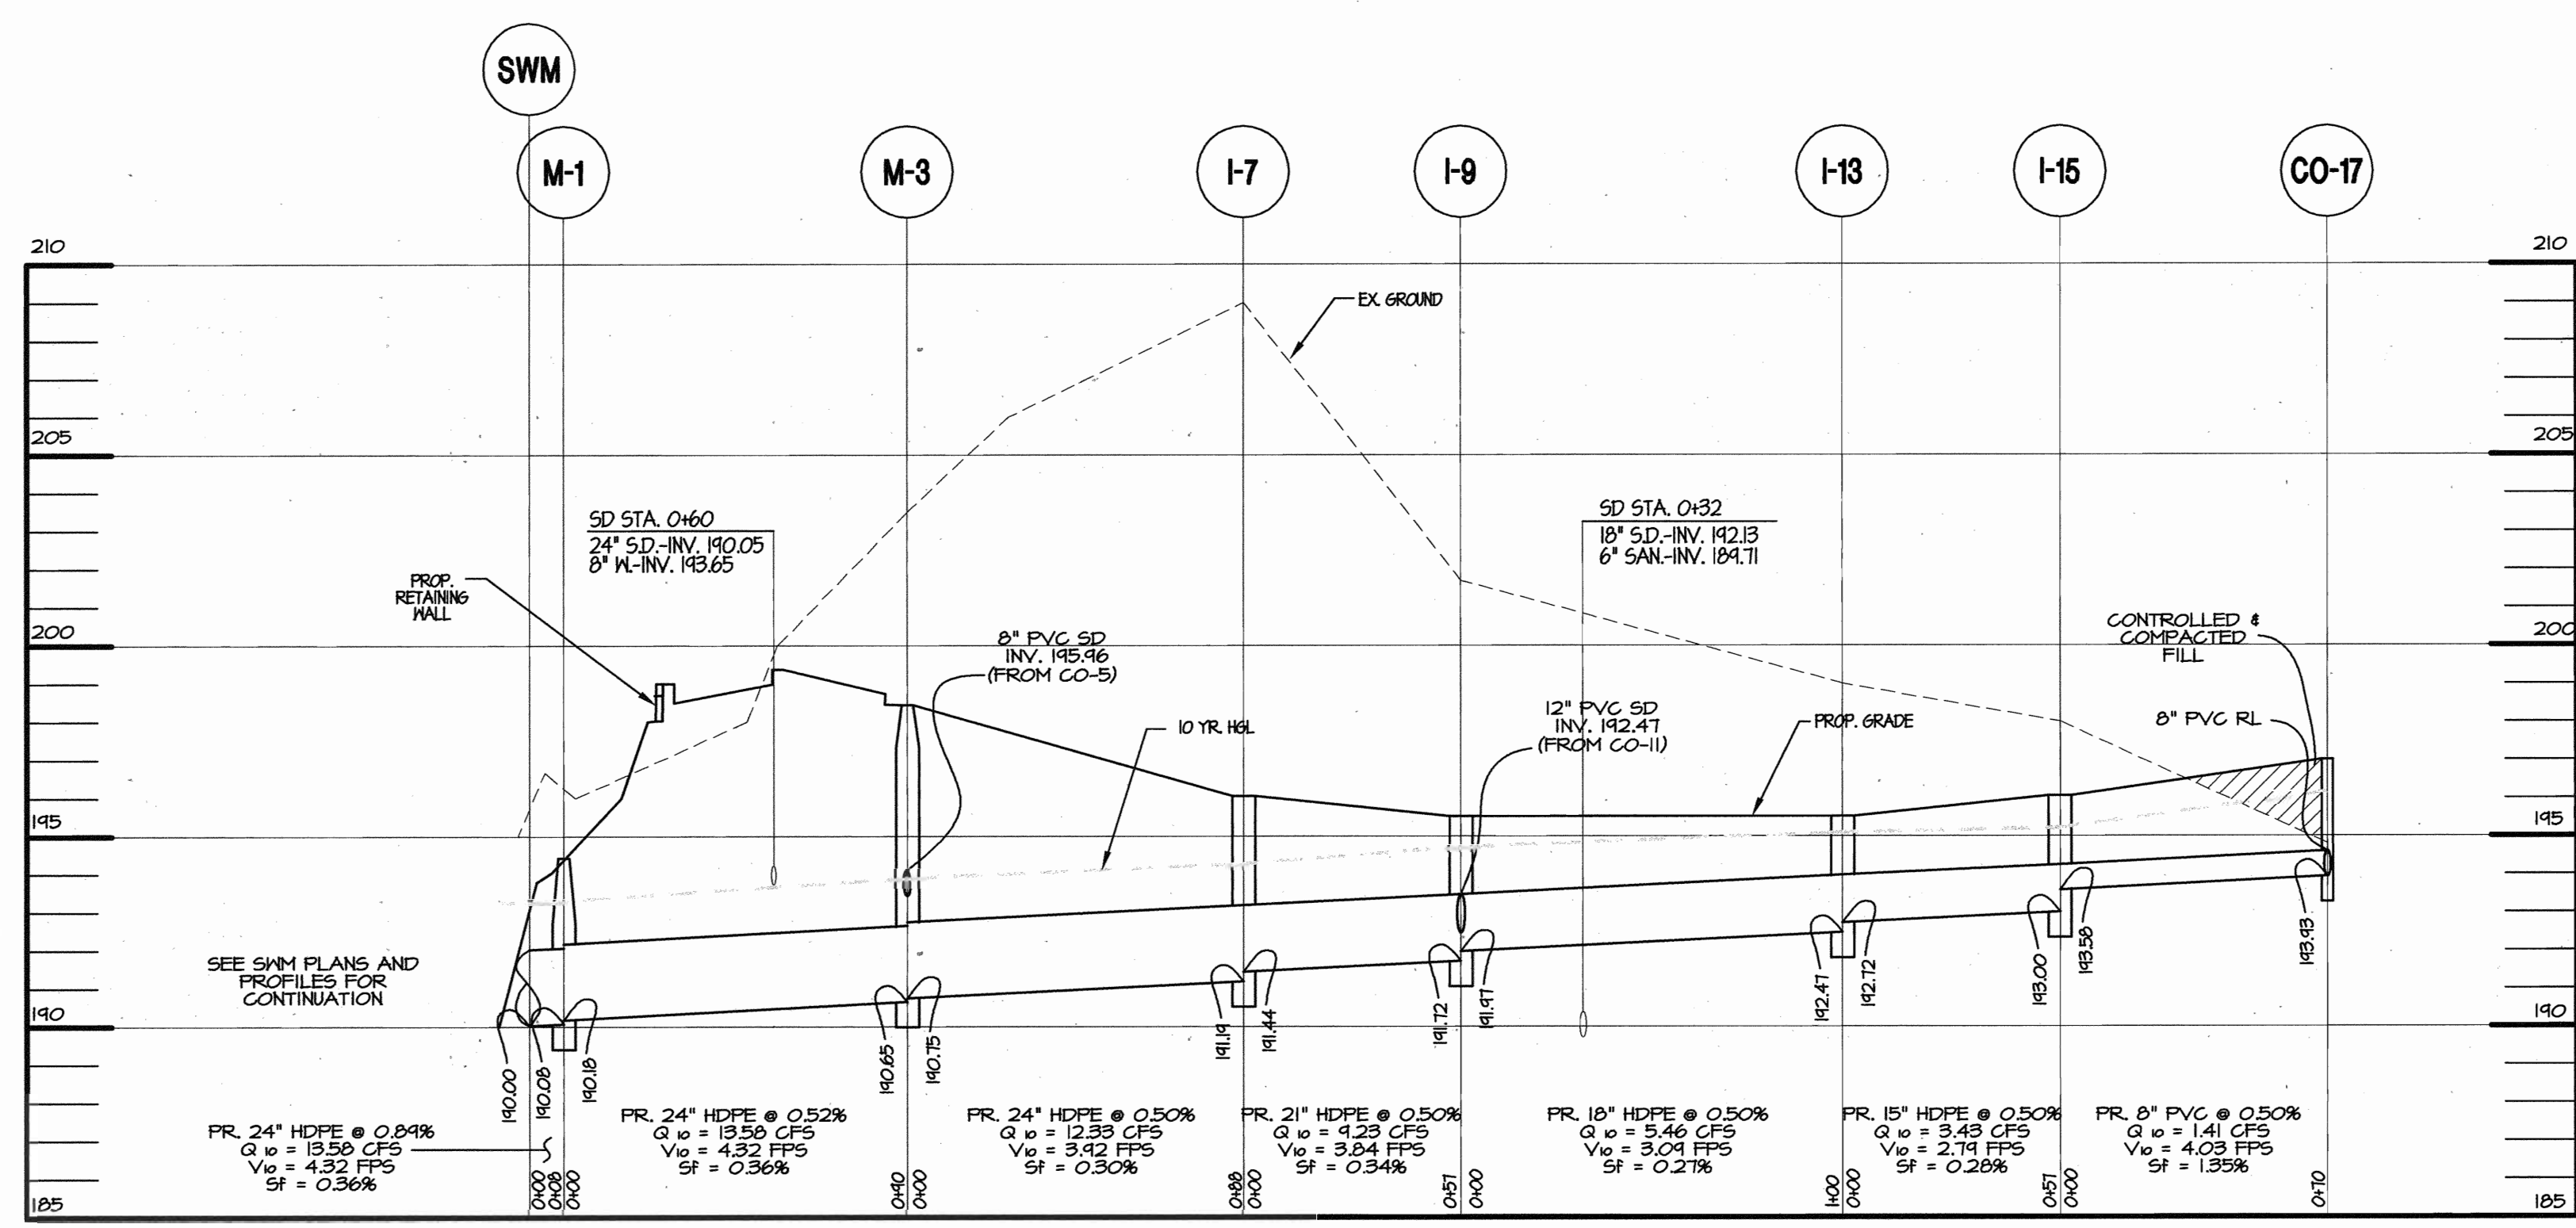 SWM
M-1
M-3
I-7
I-9
I-13
I-15
CO-17
210
210
EX. GROUND
205
205
SD STA. 0+60
24" S.D.-INV. 190.05
8" W.-INV. 193.65
SD STA. 0+32
18" S.D.-INV. 192.13
6" SAN.-INV. 189.71
PROP.
RETAINING
WALL
200
200
8" PVC SD
INV. 195.96
(FROM CO-5)
CONTROLLED &
COMPACTED
FILL
10 YR. HGL
12" PVC SD
INV. 192.47
(FROM CO-11)
PROP. GRADE
8" PVC RL
195
195
SEE SWM PLANS AND
PROFILES FOR
CONTINUATION
190
190
190.00
190.08
190.18
190.65
190.75
191.19
191.44
191.72
191.97
192.47
192.72
193.00
193.58
193.93
PR. 24" HDPE @ 0.89%
Q 10 = 13.58 CFS
V10 = 4.32 FPS
Sf = 0.36%
PR. 24" HDPE @ 0.52%
Q 10 = 13.58 CFS
V10 = 4.32 FPS
Sf = 0.36%
PR. 24" HDPE @ 0.50%
Q 10 = 12.33 CFS
V10 = 3.92 FPS
Sf = 0.30%
PR. 21" HDPE @ 0.50%
Q 10 = 9.23 CFS
V10 = 3.84 FPS
Sf = 0.34%
PR. 18" HDPE @ 0.50%
Q 10 = 5.46 CFS
V10 = 3.09 FPS
Sf = 0.27%
PR. 15" HDPE @ 0.50%
Q 10 = 3.43 CFS
V10 = 2.79 FPS
Sf = 0.28%
PR. 8" PVC @ 0.50%
Q 10 = 1.41 CFS
V10 = 4.03 FPS
Sf = 1.35%
0+00
0+08
0+00
0+90
0+00
0+88
0+00
0+57
0+00
1+00
0+00
0+57
0+00
0+70
185
185